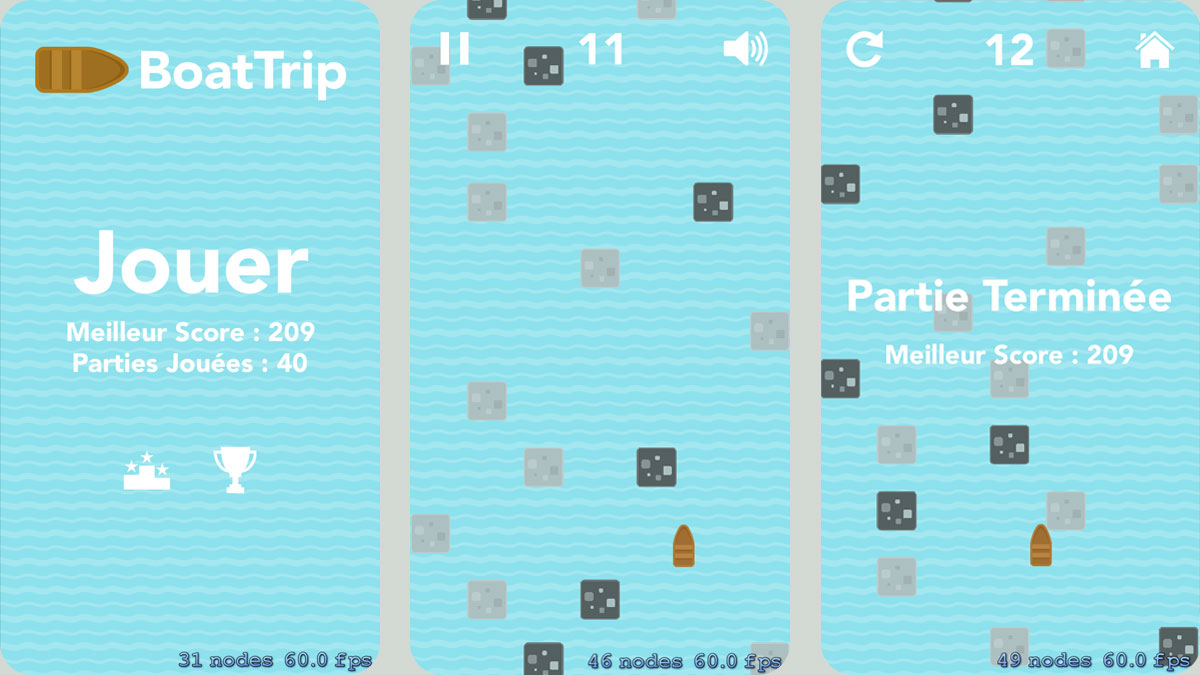 BoatTrip
Jouer
Meilleur Score : 209
Parties Jouées : 40
31 nodes 60.0 fps
11
46 nodes 60.0 fps
12
Partie Terminée
Meilleur Score : 209
49 nodes 60.0 fps